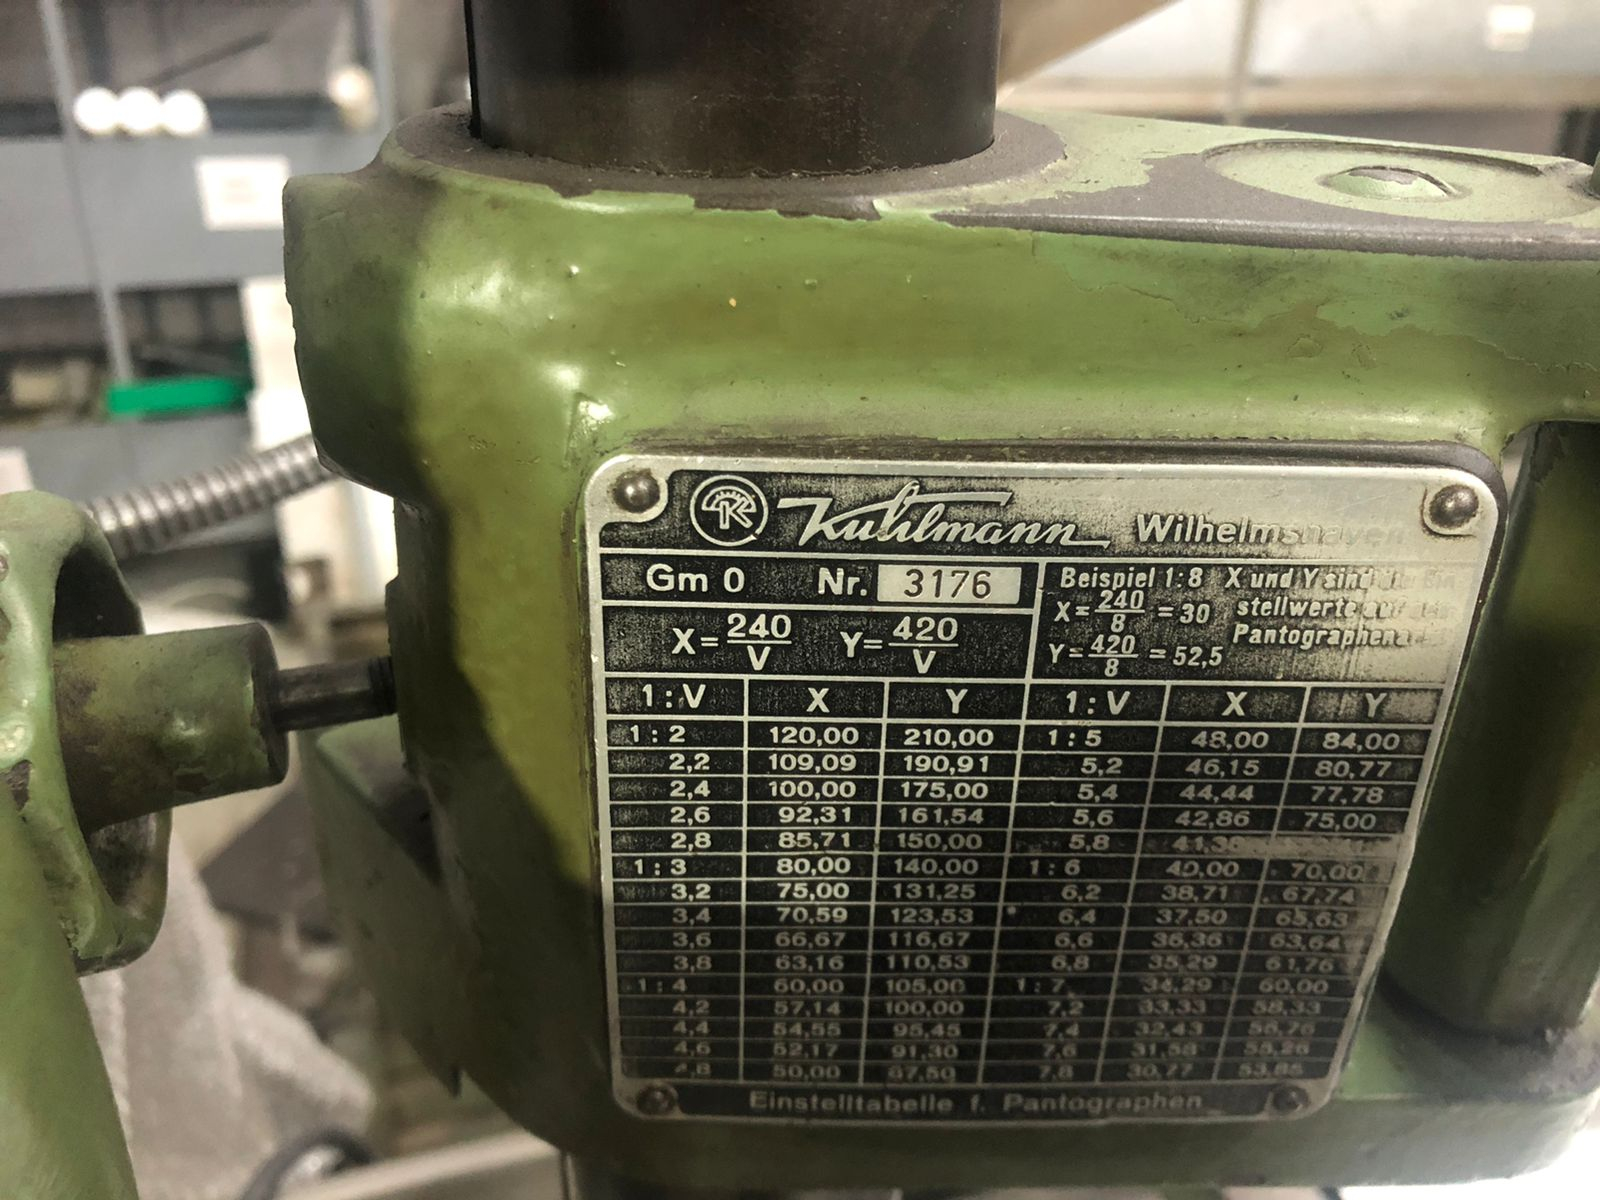 Kuhlmann Wilhelmshaven
Gm 0 Nr. 3176
X=240/V Y=420/V
Beispiel 1:8 X und Y sind die Ein
stellwerte auf
Pantographen
X=240/8 = 30
Y=420/8 = 52,5
1:V X Y 1:V X Y
1:2 120,00 210,00 1:5 48,00 84,00
2,2 109,09 190,91 5,2 46,15 80,77
2,4 100,00 175,00 5,4 44,44 77,78
2,6 92,31 161,54 5,6 42,86 75,00
2,8 85,71 150,00 5,8 41,38
1:3 80,00 140,00 1:6 40,00 70,00
3,2 75,00 131,25 6,2 38,71 67,74
3,4 70,59 123,53 6,4 37,50 65,63
3,6 66,67 116,67 6,6 36,36 63,64
3,8 63,16 110,53 6,8 35,29 61,76
1:4 60,00 105,00 1:7 34,29 60,00
4,2 57,14 100,00 7,2 33,33 58,33
4,4 54,55 95,45 7,4 32,43 56,76
4,6 52,17 91,30 7,6 31,58 55,26
4,8 50,00 87,50 7,8 30,77 53,85
Einstelltabelle f. Pantographen